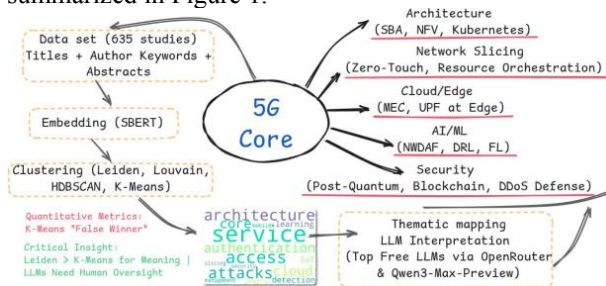 summarized in Figure 1.
Data set (635 studies)
Titles + Author Keywords +
Abstracts
Embedding (SBERT)
Clustering (Leiden, Louvain,
HDBSCAN, K-Means)
Quantitative Metrics:
K-Means "False Winner"
Critical Insight:
Leiden > K-Means for Meaning |
LLMs Need Human Oversight
5G
Core
Architecture
(SBA, NFV, Kubernetes)
Network Slicing
(Zero-Touch, Resource Orchestration)
Cloud/Edge
(MEC, UPF at Edge)
AI/ML
(NWDAF, DRL, FL)
Security
(Post-Quantum, Blockchain, DDoS Defense)
architecture
core mobile learning
service
authentication
access
attacks cloud
detection
Thematic mapping
LLM Interpretation
(Top Free LLMs via OpenRouter
& Qwen3-Max-Preview)